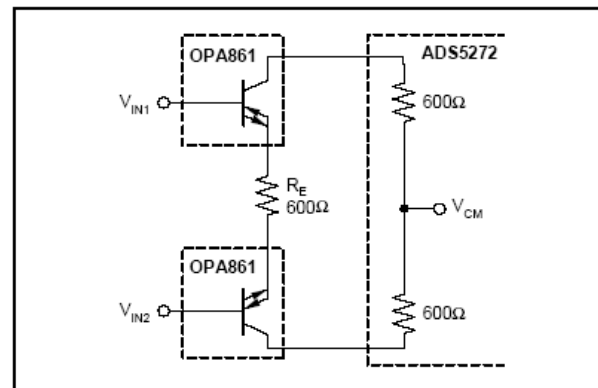 OPA861
ADS5272
V_IN1
600Ω
R_E
600Ω
V_CM
OPA861
V_IN2
600Ω